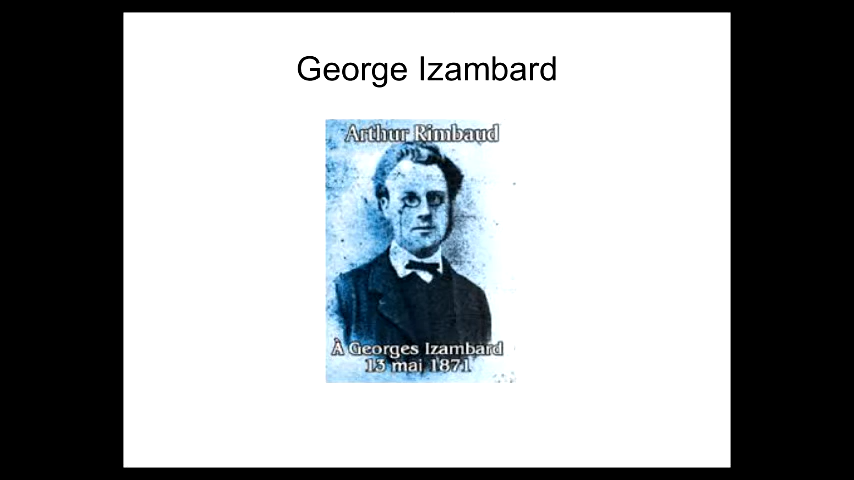 George Izambard
Arthur Rimbaud
À Georges Izambard
13 mai 1871